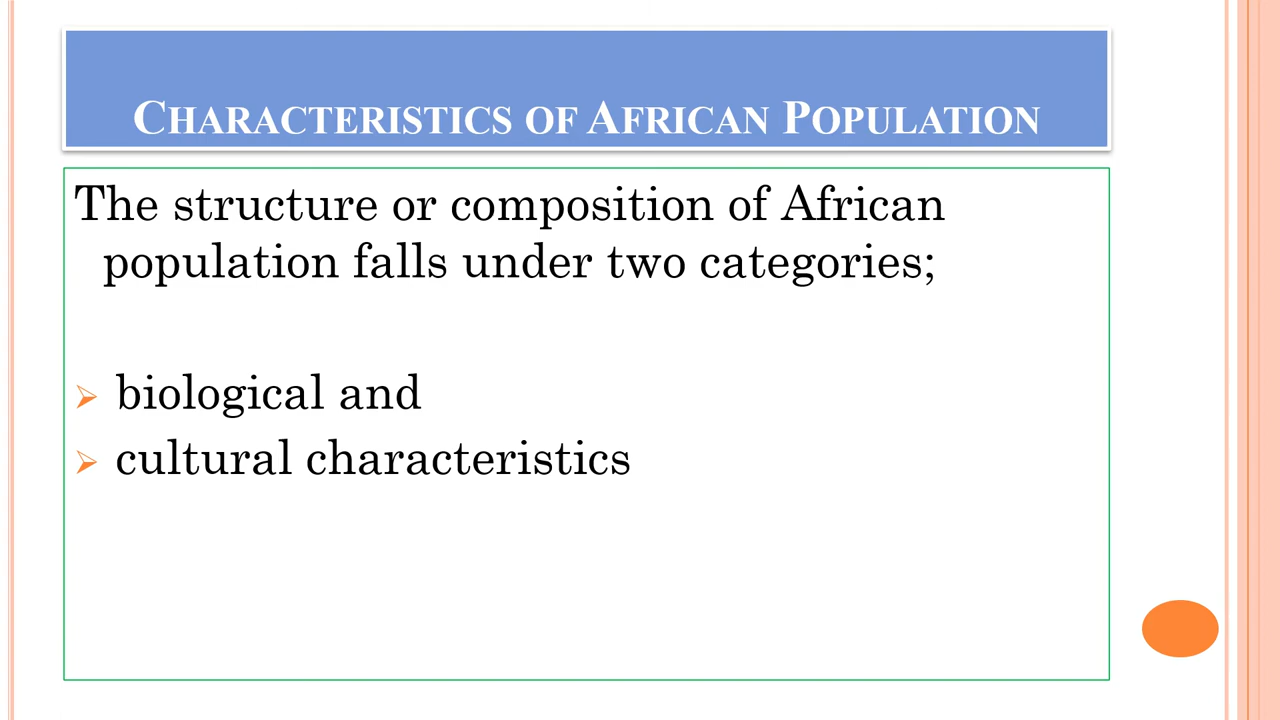 CHARACTERISTICS OF AFRICAN POPULATION
The structure or composition of African
population falls under two categories;
➢ biological and
➢ cultural characteristics